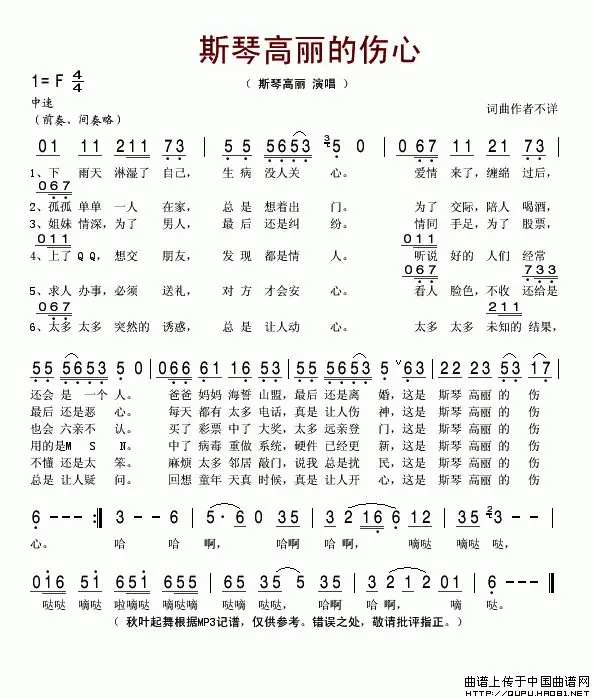 斯琴高丽的伤心
1= F 4/4
（ 斯琴高丽 演唱 ）
中速
词曲作者不详
（前奏、间奏略）
01 11 211 73 | 55 5653 3 5 0 | 067 11 21 73 |
1、下 雨天 淋湿了 自己， 生 病 没人关 心。 爱情 来了，缠绵 过后，
067
2、孤孤 单单 一人 在家， 总 是 想着出 门。 为了 交际，陪人 喝酒，
3、姐妹 情深，为了 男人， 最 后 还是纠 纷。 情同 手足，为了 股票，
011 011
4、上了QQ，想交 朋友， 发 现 都是情 人。 听说 好的 人们 经常
067 733
5、求人 办事，必须 送礼， 对 方 才会安 心。 看人 脸色，不收 还给是
211
6、太多 太多 突然的 诱惑， 总 是 让人动 心。 太多 太多 未知的 结果，
55 5653 5 0 | 066 61 16 53 | 55 5653 5 ˅63 | 22 23 53 17 |
还会 是 一个 人。 爸爸 妈妈 海誓 山盟，最后 还是离 婚，这是 斯琴 高丽 的 伤
最后 还是恶 心。 每天 都有 太多 电话，真是 让人伤 神，这是 斯琴 高丽 的 伤
也会 六亲不 认。 买了 彩票 中了 大奖，太多 远亲登 门，这是 斯琴 高丽 的 伤
用的是M S N。 中了 病毒 重做 系统，硬件 已经更 新，这是 斯琴 高丽 的 伤
不懂 还是太 笨。 麻烦 太多 邻居 敲门，说我 总是扰 民，这是 斯琴 高丽 的 伤
总是 让人疑 问。 回想 童年 天真 时候，真是 让人开 心，这是 斯琴 高丽 的 伤
6 - - - :‖ 3 - - 6 | 5· 6 0 35 | 3 2 16 6 12 | 356 53 2 3 - |
心。 哈 哈 啊， 哈啊 哈 啊， 嘀哒 嘀哒 哒，
016 51 651 655 | 65 35 3 35 | 3 2 1 2 01 | 6 - - - ‖
哒哒 嘀哒 啦嘀哒 嘀哒 哒， 哈啊 哈 啊， 嘀 哒。
（ 秋叶起舞根据MP3记谱，仅供参考。错误之处，敬请批评指正。）
曲谱上传于中国曲谱网
http://QUPU.HAO81.NET